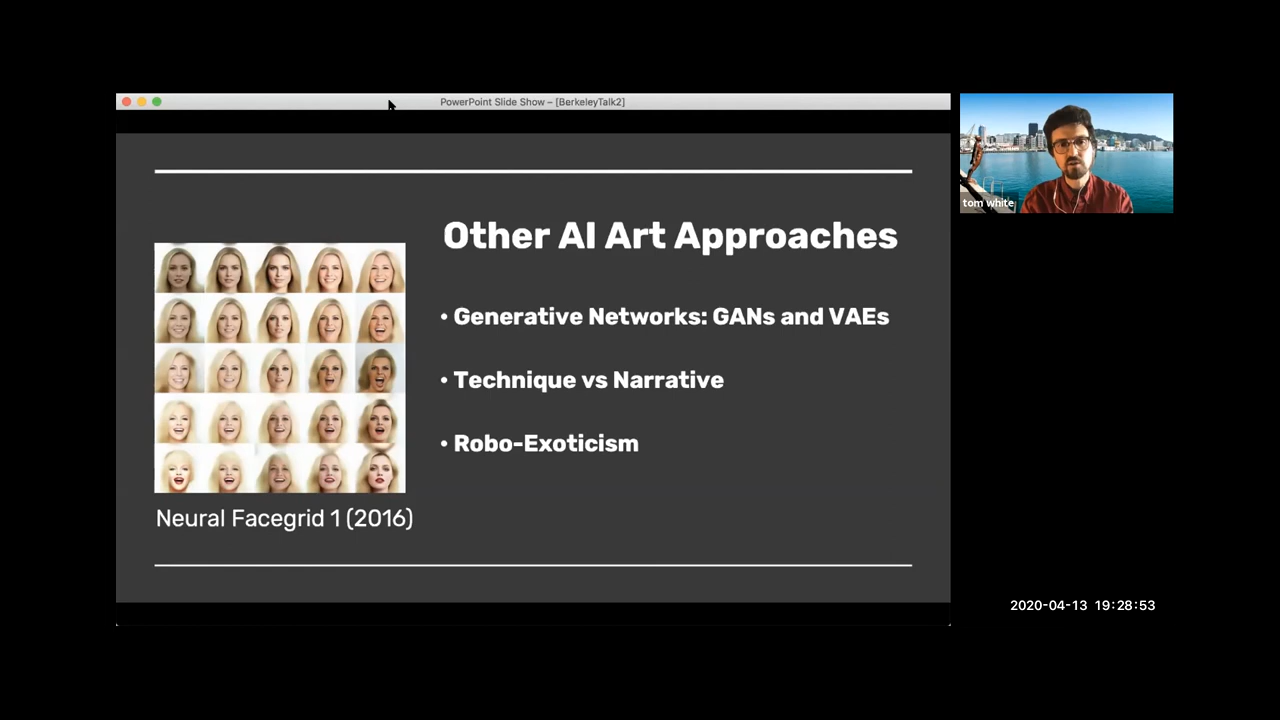 PowerPoint Slide Show – [BerkeleyTalk2]
Other AI Art Approaches
• Generative Networks: GANs and VAEs
• Technique vs Narrative
• Robo-Exoticism
Neural Facegrid 1 (2016)
tom white
2020-04-13 19:28:53